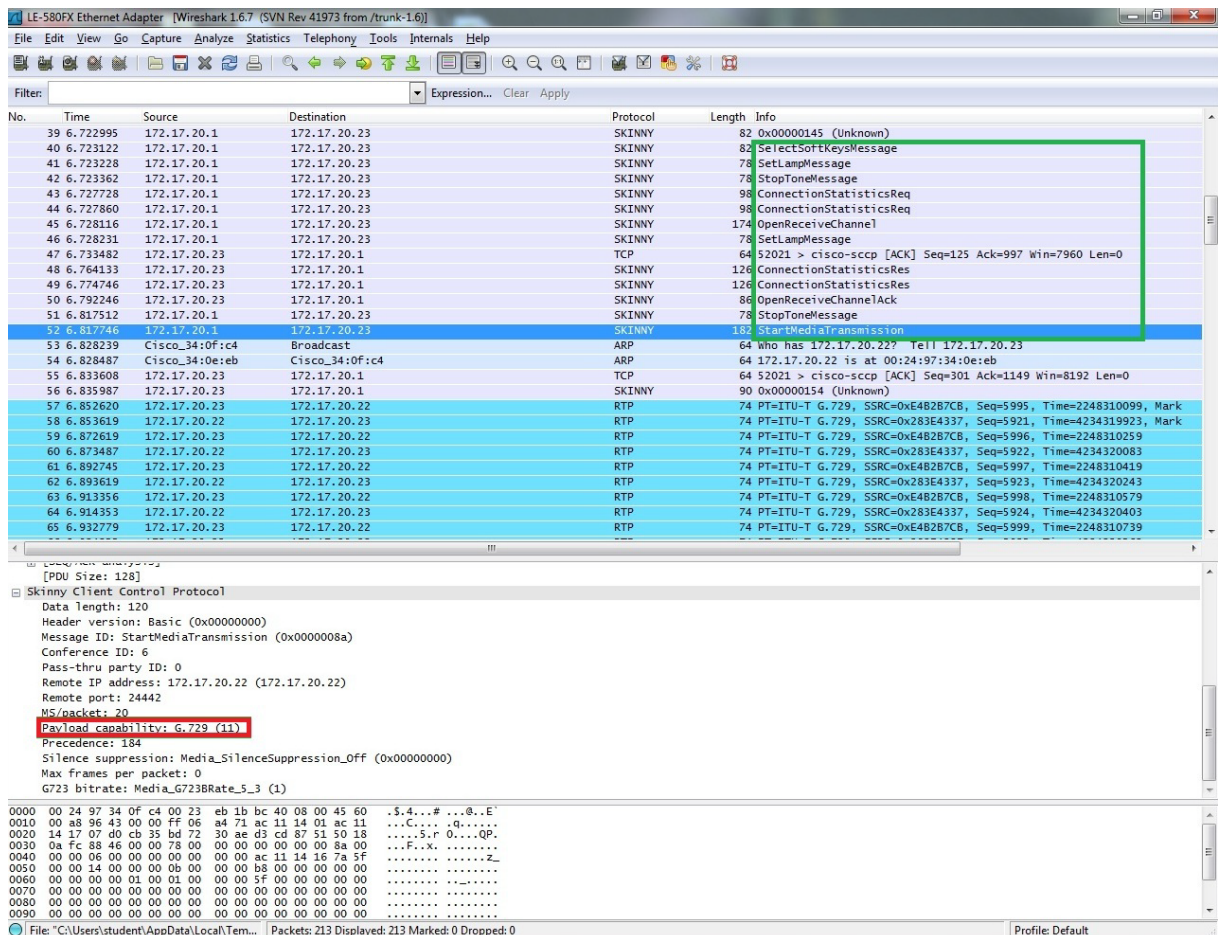 LE-580FX Ethernet Adapter [Wireshark 1.6.7 (SVN Rev 41973 from /trunk-1.6)]
File Edit View Go Capture Analyze Statistics Telephony Tools Internals Help
Filter: Expression... Clear Apply
No. Time Source Destination Protocol Length Info
39 6.722995 172.17.20.1 172.17.20.23 SKINNY 82 0x00000145 (Unknown)
40 6.723122 172.17.20.1 172.17.20.23 SKINNY 82 SelectSoftKeysMessage
41 6.723228 172.17.20.1 172.17.20.23 SKINNY 78 SetLampMessage
42 6.723362 172.17.20.1 172.17.20.23 SKINNY 78 StopToneMessage
43 6.727728 172.17.20.1 172.17.20.23 SKINNY 98 ConnectionStatisticsReq
44 6.727860 172.17.20.1 172.17.20.23 SKINNY 98 ConnectionStatisticsReq
45 6.728116 172.17.20.1 172.17.20.23 SKINNY 174 OpenReceiveChannel
46 6.728231 172.17.20.1 172.17.20.23 SKINNY 78 SetLampMessage
47 6.733482 172.17.20.23 172.17.20.1 TCP 64 52021 > cisco-sccp [ACK] Seq=125 Ack=997 Win=7960 Len=0
48 6.764133 172.17.20.23 172.17.20.1 SKINNY 126 ConnectionStatisticsRes
49 6.774746 172.17.20.23 172.17.20.1 SKINNY 126 ConnectionStatisticsRes
50 6.792246 172.17.20.23 172.17.20.1 SKINNY 86 OpenReceiveChannelAck
51 6.817512 172.17.20.1 172.17.20.23 SKINNY 78 StopToneMessage
52 6.817746 172.17.20.1 172.17.20.23 SKINNY 182 StartMediaTransmission
53 6.828239 Cisco_34:0f:c4 Broadcast ARP 64 Who has 172.17.20.22? Tell 172.17.20.23
54 6.828487 Cisco_34:0e:eb Cisco_34:0f:c4 ARP 64 172.17.20.22 is at 00:24:97:34:0e:eb
55 6.833608 172.17.20.23 172.17.20.1 TCP 64 52021 > cisco-sccp [ACK] Seq=301 Ack=1149 Win=8192 Len=0
56 6.835987 172.17.20.23 172.17.20.1 SKINNY 90 0x00000154 (Unknown)
57 6.852620 172.17.20.23 172.17.20.22 RTP 74 PT=ITU-T G.729, SSRC=0xE4B2B7CB, Seq=5995, Time=2248310099, Mark
58 6.853619 172.17.20.22 172.17.20.23 RTP 74 PT=ITU-T G.729, SSRC=0x283E4337, Seq=5921, Time=4234319923, Mark
59 6.872619 172.17.20.23 172.17.20.22 RTP 74 PT=ITU-T G.729, SSRC=0xE4B2B7CB, Seq=5996, Time=2248310259
60 6.873487 172.17.20.22 172.17.20.23 RTP 74 PT=ITU-T G.729, SSRC=0x283E4337, Seq=5922, Time=4234320083
61 6.892745 172.17.20.23 172.17.20.22 RTP 74 PT=ITU-T G.729, SSRC=0xE4B2B7CB, Seq=5997, Time=2248310419
62 6.893619 172.17.20.22 172.17.20.23 RTP 74 PT=ITU-T G.729, SSRC=0x283E4337, Seq=5923, Time=4234320243
63 6.913356 172.17.20.23 172.17.20.22 RTP 74 PT=ITU-T G.729, SSRC=0xE4B2B7CB, Seq=5998, Time=2248310579
64 6.914353 172.17.20.22 172.17.20.23 RTP 74 PT=ITU-T G.729, SSRC=0x283E4337, Seq=5924, Time=4234320403
65 6.932779 172.17.20.23 172.17.20.22 RTP 74 PT=ITU-T G.729, SSRC=0xE4B2B7CB, Seq=5999, Time=2248310739
[PDU Size: 128]
Skinny Client Control Protocol
Data length: 120
Header version: Basic (0x00000000)
Message ID: StartMediaTransmission (0x0000008a)
Conference ID: 6
Pass-thru party ID: 0
Remote IP address: 172.17.20.22 (172.17.20.22)
Remote port: 24442
MS/packet: 20
Payload capability: G.729 (11)
Precedence: 184
Silence suppression: Media_SilenceSuppression_Off (0x00000000)
Max frames per packet: 0
G723 bitrate: Media_G723BRate_5_3 (1)
0000 00 24 97 34 0f c4 00 23 eb 1b bc 40 08 00 45 60 .$.4...# ...@..E`
0010 00 a8 96 43 00 00 ff 06 a4 71 ac 11 14 01 ac 11 ...C.... .q......
0020 14 17 07 d0 cb 35 bd 72 30 ae d3 cd 87 51 50 18 .....5.r 0....QP.
0030 0a fc 88 46 00 00 78 00 00 00 00 00 00 00 8a 00 ...F..x. ........
0040 00 00 06 00 00 00 00 00 00 00 ac 11 14 16 7a 5f ........ ......z_
0050 00 00 14 00 00 00 0b 00 00 00 b8 00 00 00 00 00 ........ ........
0060 00 00 00 00 01 00 01 00 00 00 5f 00 00 00 00 00 ........ .._.....
0070 00 00 00 00 00 00 00 00 00 00 00 00 00 00 00 00 ........ ........
0080 00 00 00 00 00 00 00 00 00 00 00 00 00 00 00 00 ........ ........
0090 00 00 00 00 00 00 00 00 00 00 00 00 00 00 00 00 ........ ........
File: "C:\Users\student\AppData\Local\Tem... Packets: 213 Displayed: 213 Marked: 0 Dropped: 0 Profile: Default